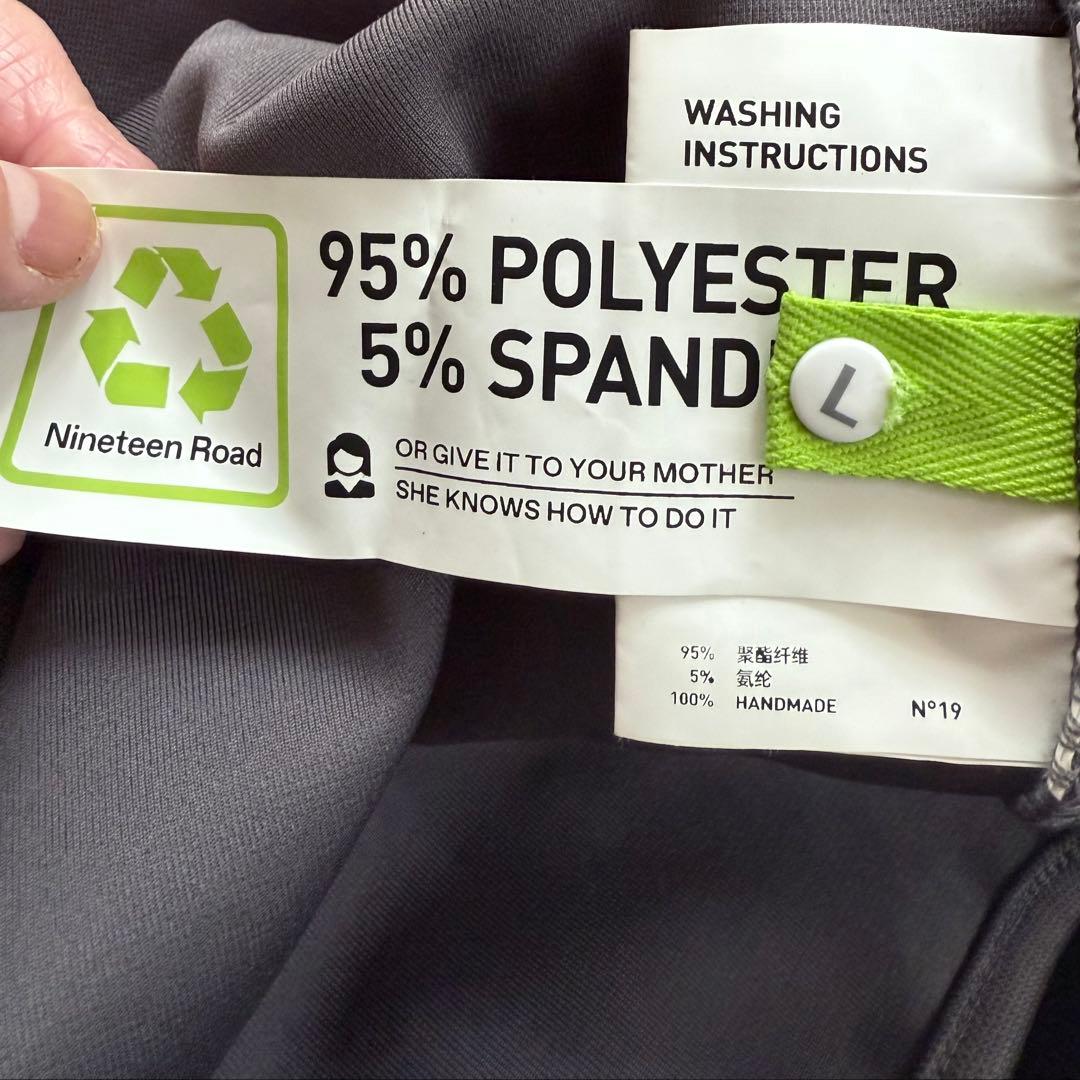 WASHING
INSTRUCTIONS
95% POLYESTER
5% SPAND
Nineteen Road
OR GIVE IT TO YOUR MOTHER
SHE KNOWS HOW TO DO IT
L
95% 聚酯纤维
5% 氨纶
100% HANDMADE Nº19